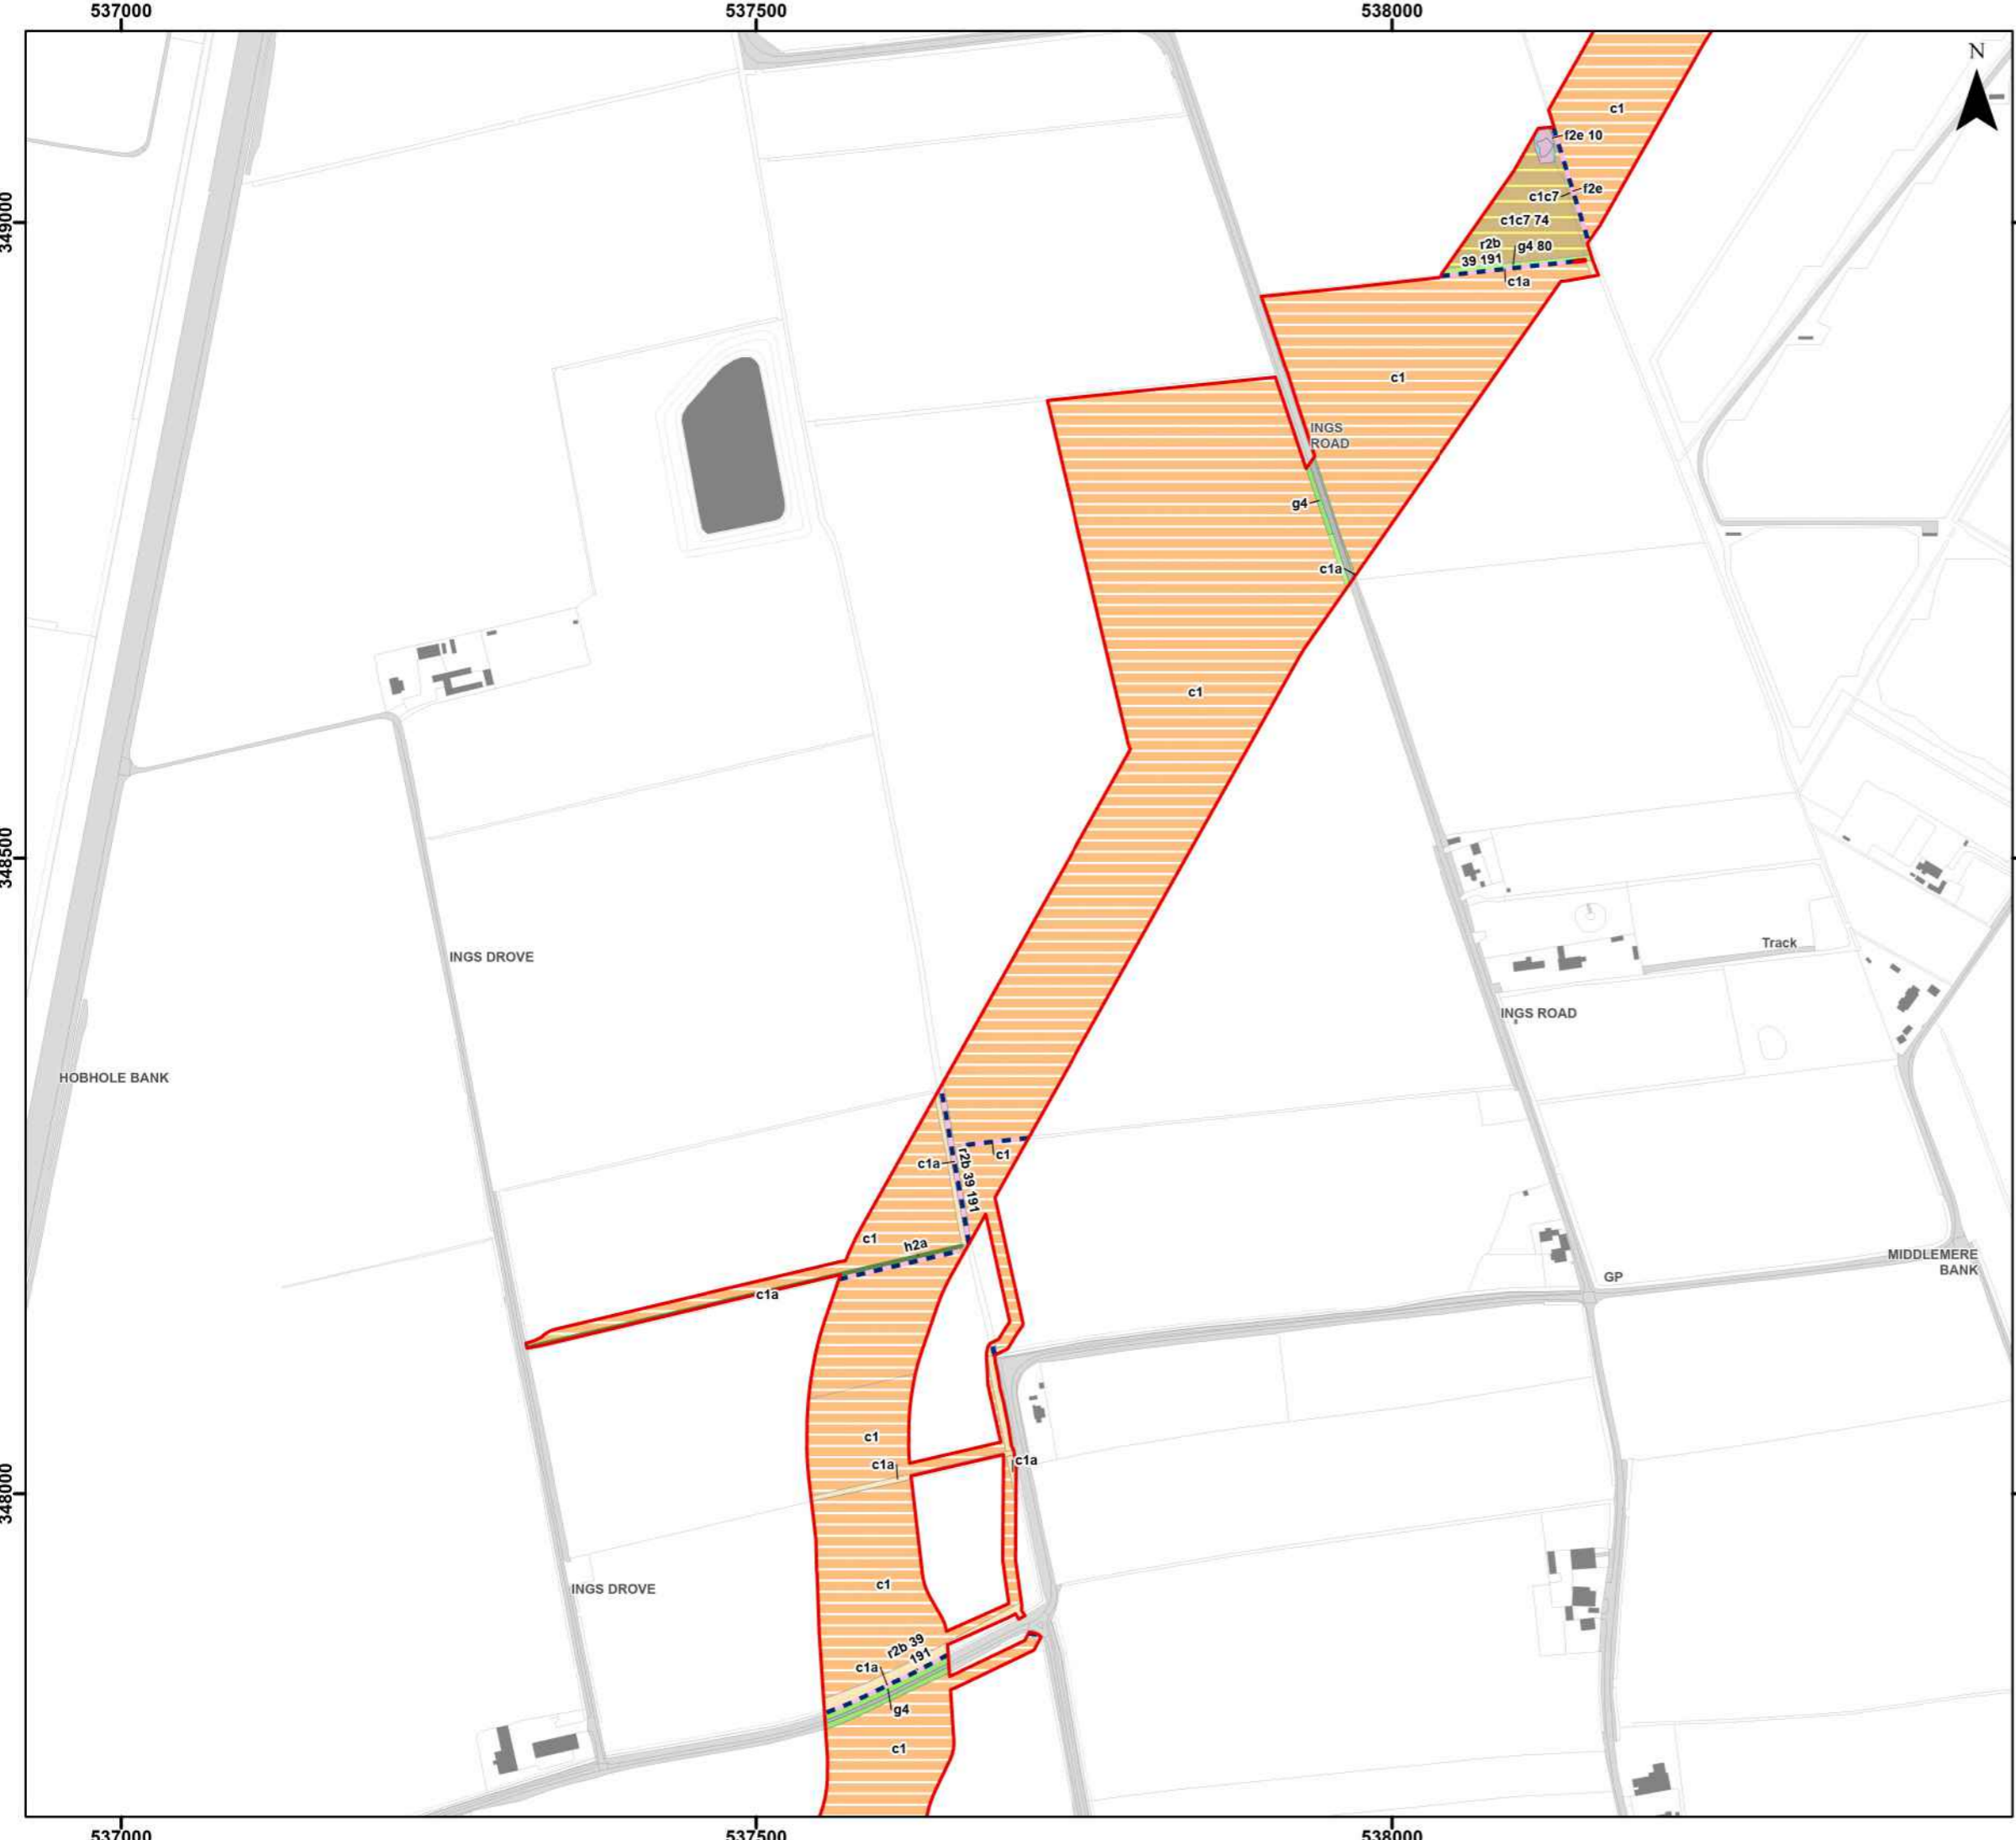 537000
537500
538000
N
c1
f2e 10
349000
f2e
c1c7
c1c7 74
r2b
g4 80
39 191
c1a
c1
INGS
ROAD
g4
c1a
c1
348500
Track
INGS DROVE
INGS ROAD
HOBHOLE BANK
c1
c1a
r2b 39 191
c1
h2a
MIDDLEMERE
BANK
GP
c1a
c1
c1a
c1a
348000
c1
INGS DROVE
r2b 39
191
c1a
g4
c1
537000
537500
538000